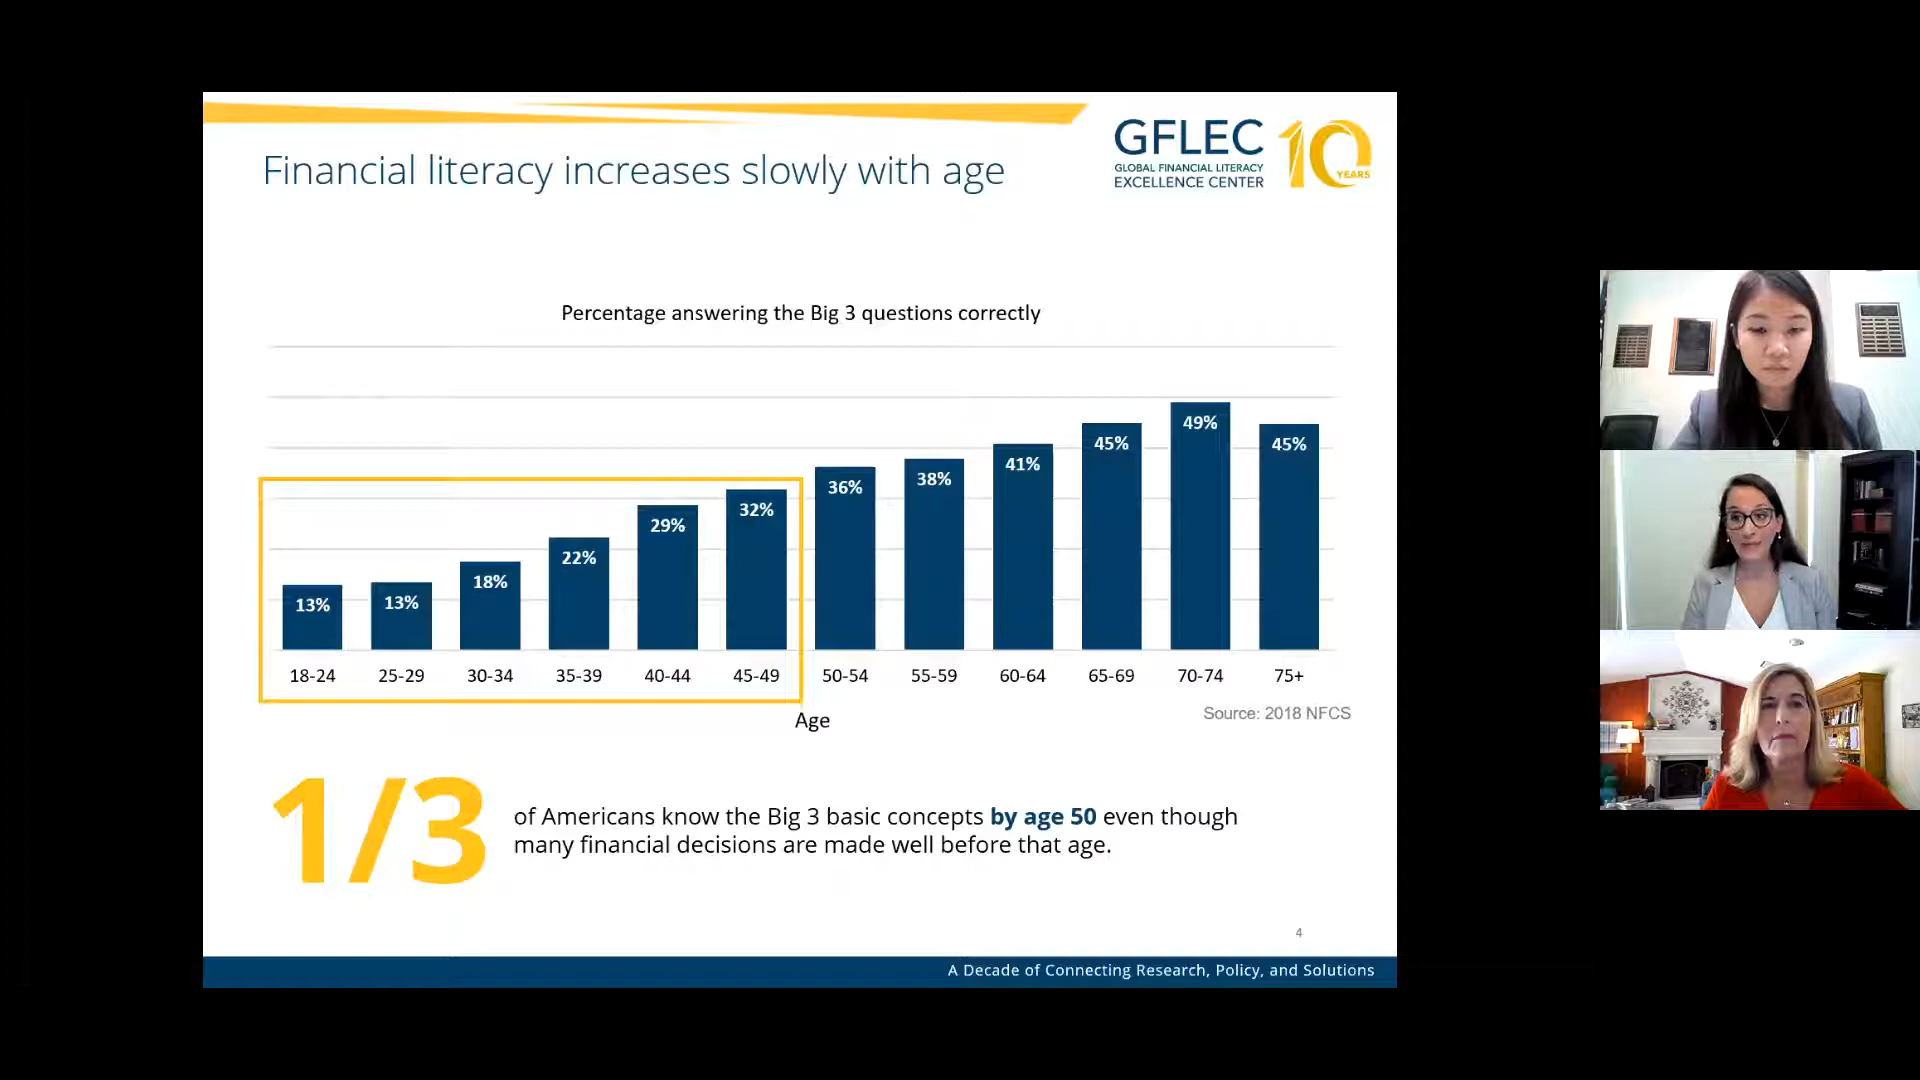 GFLEC
GLOBAL FINANCIAL LITERACY
EXCELLENCE CENTER
10
YEARS
Financial literacy increases slowly with age
Percentage answering the Big 3 questions correctly
13%
13%
18%
22%
29%
32%
36%
38%
41%
45%
49%
45%
18-24
25-29
30-34
35-39
40-44
45-49
50-54
55-59
60-64
65-69
70-74
75+
Age
Source: 2018 NFCS
1/3
of Americans know the Big 3 basic concepts by age 50 even though
many financial decisions are made well before that age.
4
A Decade of Connecting Research, Policy, and Solutions